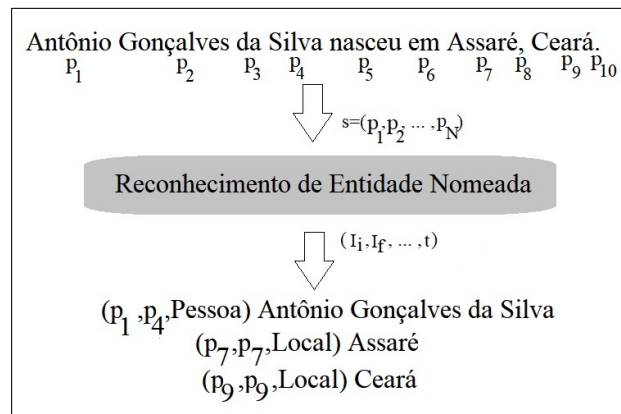 Antônio Gonçalves da Silva nasceu em Assaré, Ceará.
p1 p2 p3 p4 p5 p6 p7 p8 p9 p10
s=(p1,p2, ... ,pN)
Reconhecimento de Entidade Nomeada
(Ii,If, ... ,t)
(p1 ,p4,Pessoa) Antônio Gonçalves da Silva
(p7,p7,Local) Assaré
(p9,p9,Local) Ceará